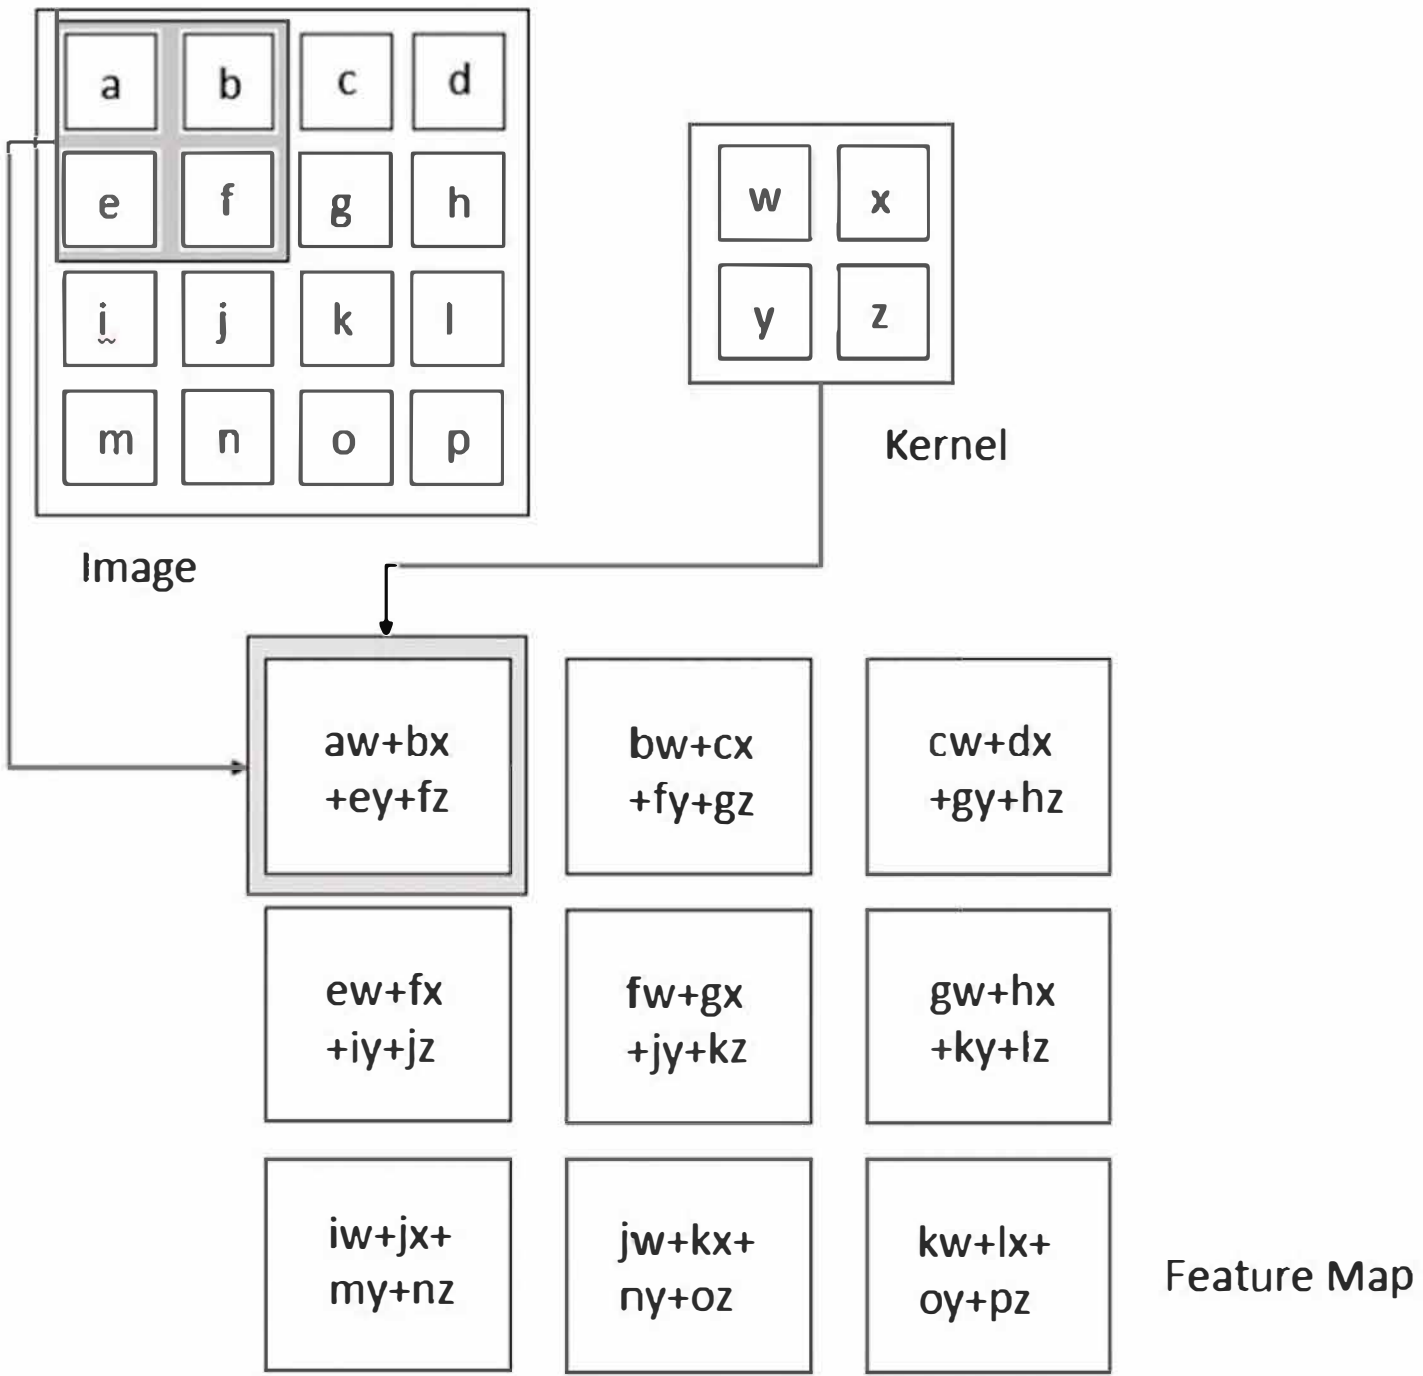 a b c d
e f g h
i j k l
m n o p
Image
w x
y z
Kernel
aw+bx
+ey+fz
bw+cx
+fy+gz
cw+dx
+gy+hz
ew+fx
+iy+jz
fw+gx
+jy+kz
gw+hx
+ky+lz
iw+jx+
my+nz
jw+kx+
ny+oz
kw+lx+
oy+pz
Feature Map